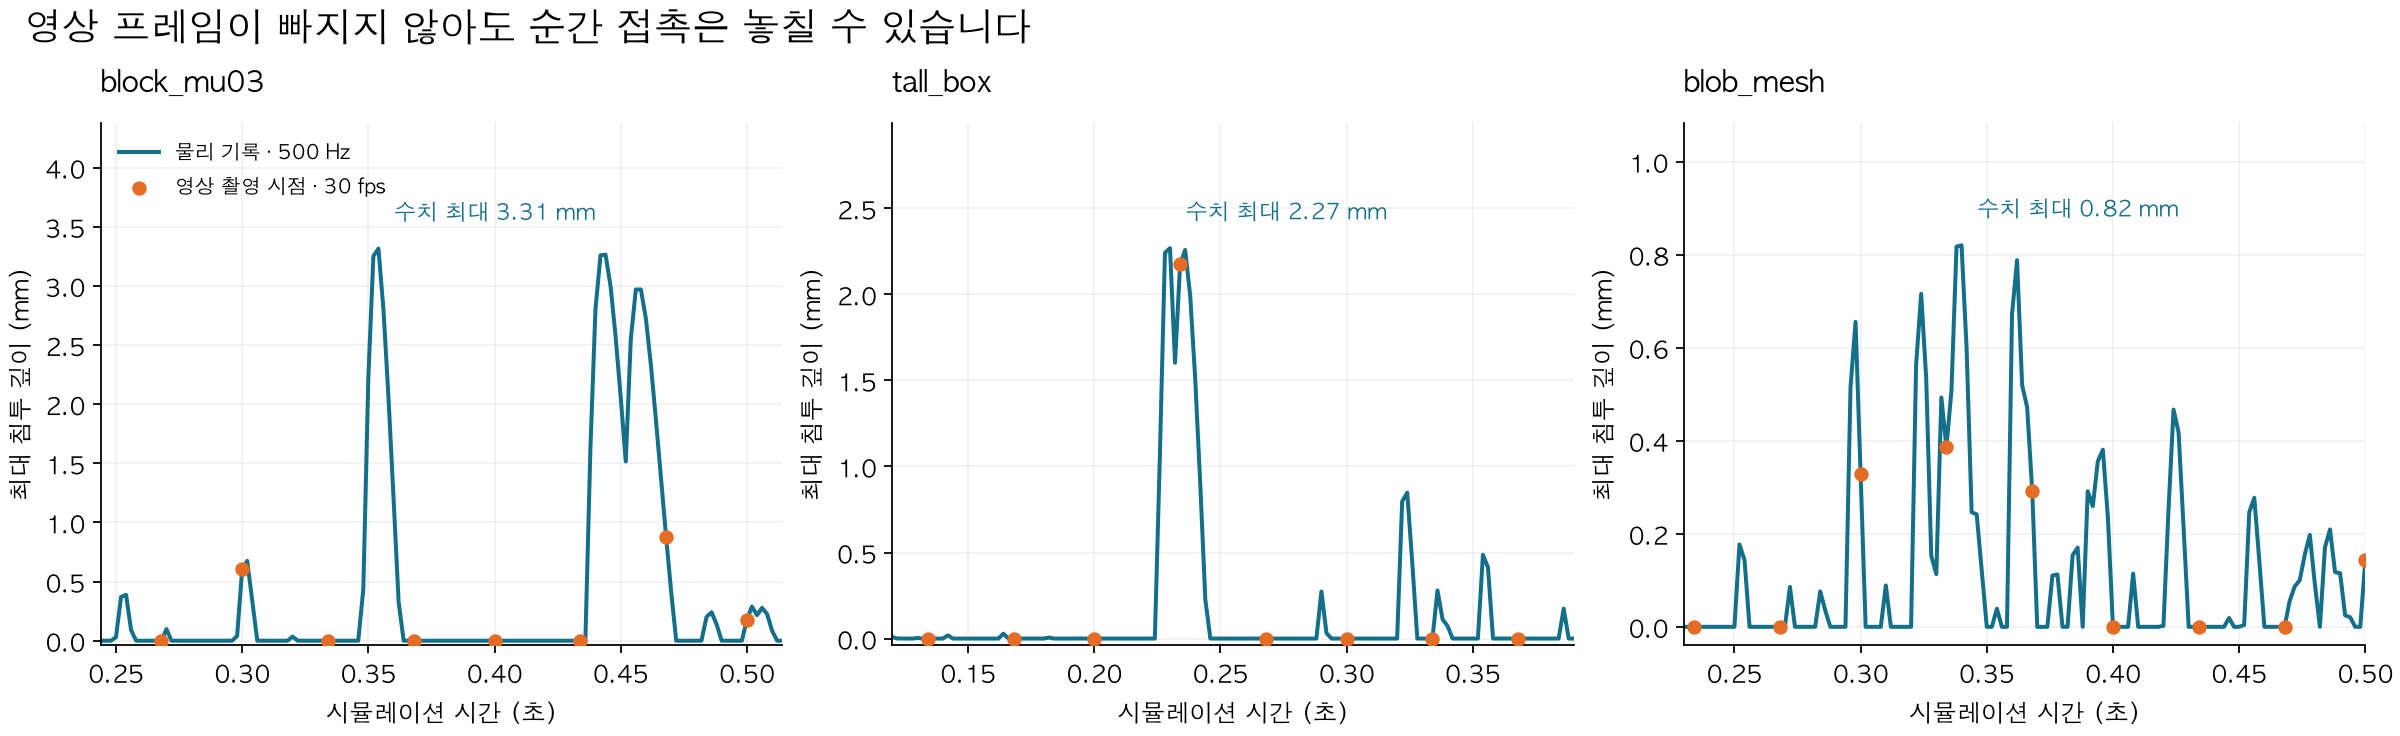 영상 프레임이 빠지지 않아도 순간 접촉은 놓칠 수 있습니다
block_mu03
물리 기록 · 500 Hz
영상 촬영 시점 · 30 fps
수치 최대 3.31 mm
최대 침투 깊이 (mm)
4.0
3.5
3.0
2.5
2.0
1.5
1.0
0.5
0.0
0.25 0.30 0.35 0.40 0.45 0.50
시뮬레이션 시간 (초)
tall_box
수치 최대 2.27 mm
최대 침투 깊이 (mm)
2.5
2.0
1.5
1.0
0.5
0.0
0.15 0.20 0.25 0.30 0.35
시뮬레이션 시간 (초)
blob_mesh
수치 최대 0.82 mm
최대 침투 깊이 (mm)
1.0
0.8
0.6
0.4
0.2
0.0
0.25 0.30 0.35 0.40 0.45 0.50
시뮬레이션 시간 (초)